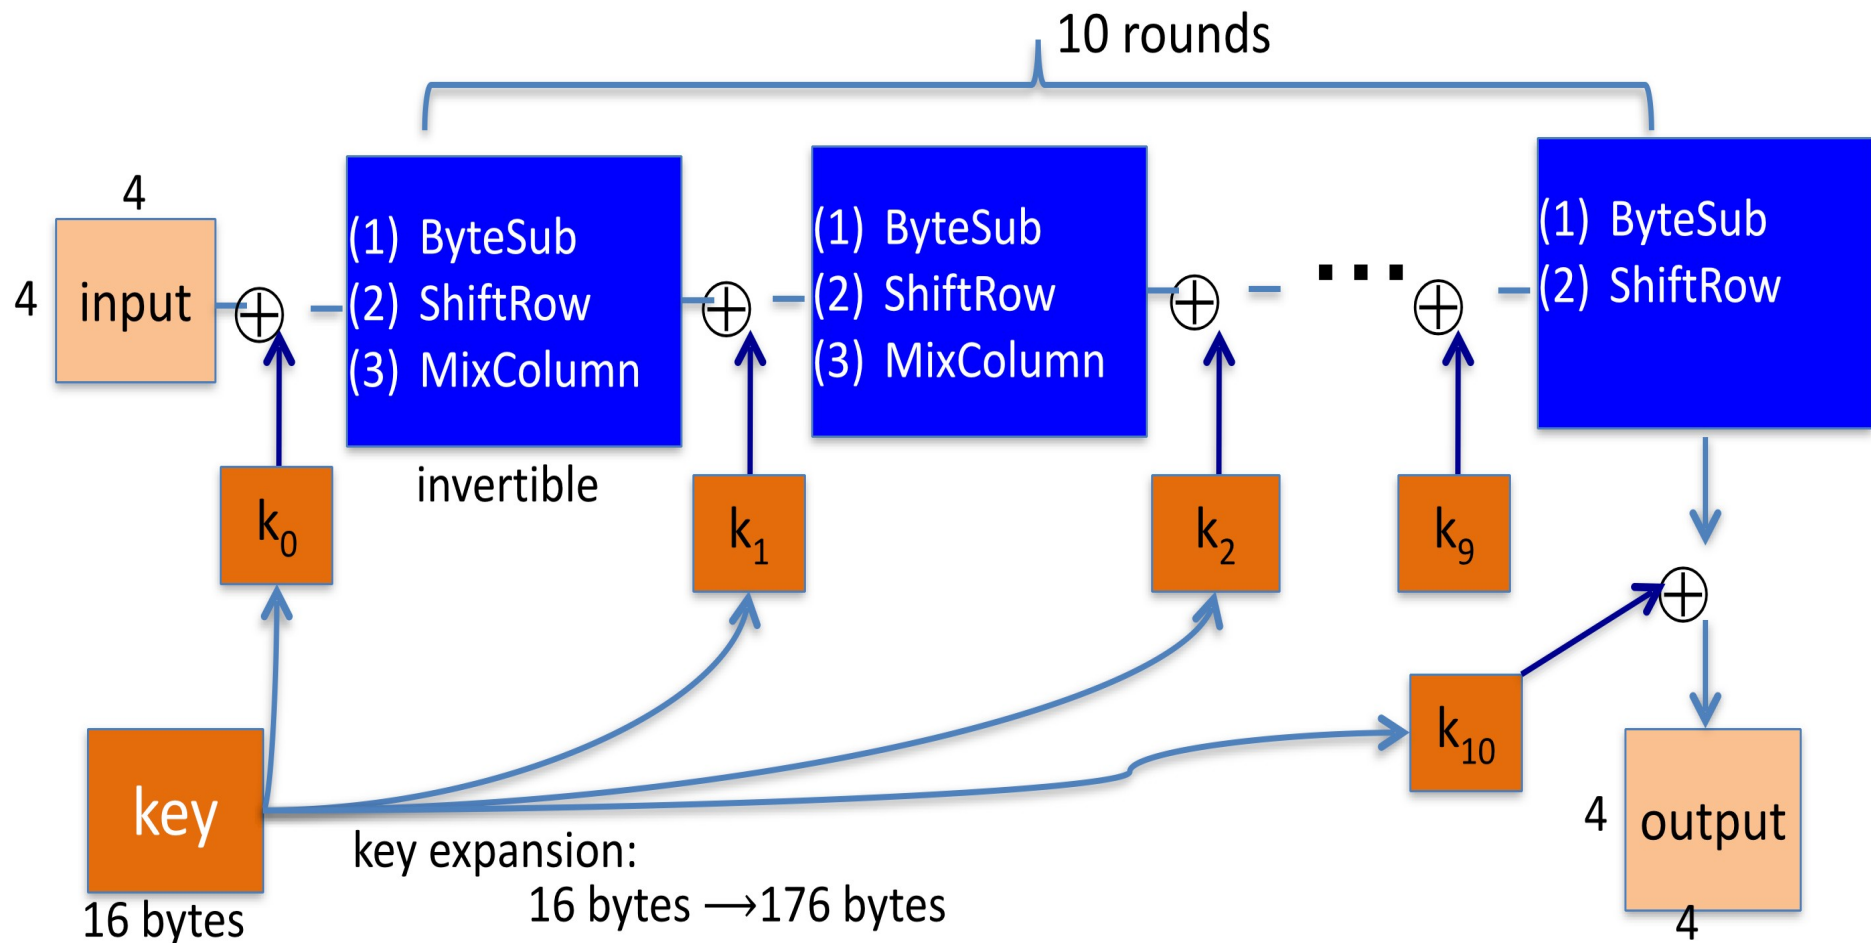 10 rounds
4
4
input
(1) ByteSub
(2) ShiftRow
(3) MixColumn
invertible
(1) ByteSub
(2) ShiftRow
(3) MixColumn
...
(1) ByteSub
(2) ShiftRow
k₀
k₁
k₂
k₉
k₁₀
key
16 bytes
key expansion:
16 bytes ⟶176 bytes
4
output
4